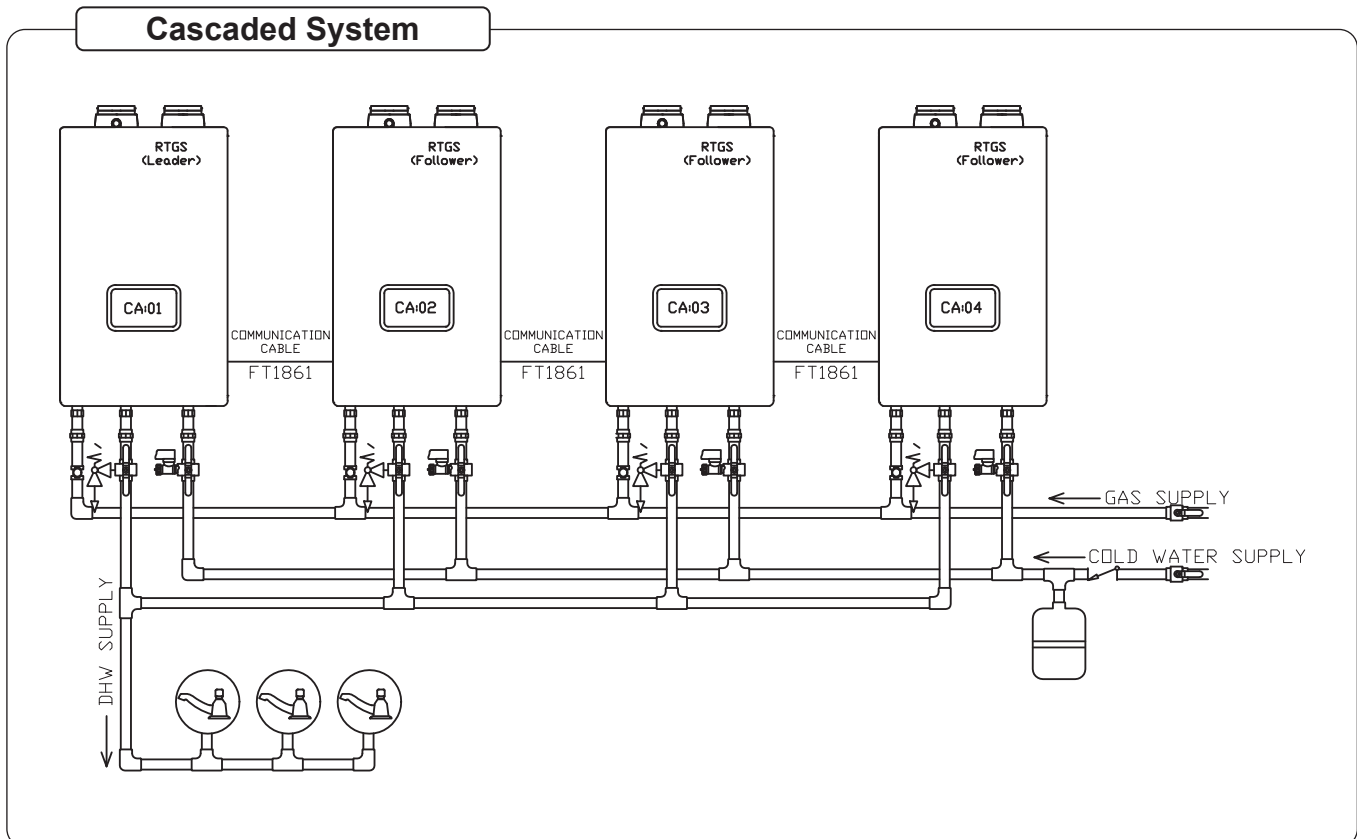 Cascaded System
RTGS
(Leader)
RTGS
(Follower)
RTGS
(Follower)
RTGS
(Follower)
CA:01
CA:02
CA:03
CA:04
COMMUNICATION
CABLE
FT1861
COMMUNICATION
CABLE
FT1861
COMMUNICATION
CABLE
FT1861
GAS SUPPLY
COLD WATER SUPPLY
DHW SUPPLY